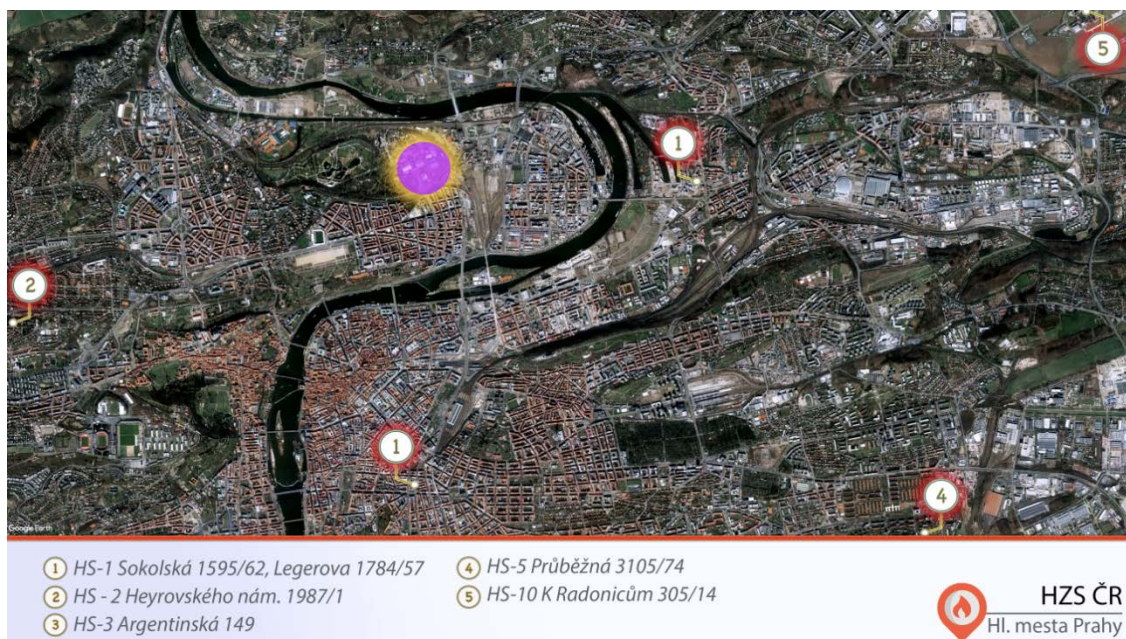 5
1
2
1
4
Google Earth
1 HS-1 Sokolská 1595/62, Legerova 1784/57
2 HS - 2 Heyrovského nám. 1987/1
3 HS-3 Argentinská 149
4 HS-5 Průběžná 3105/74
5 HS-10 K Radonicům 305/14
HZS ČR
Hl. mesta Prahy